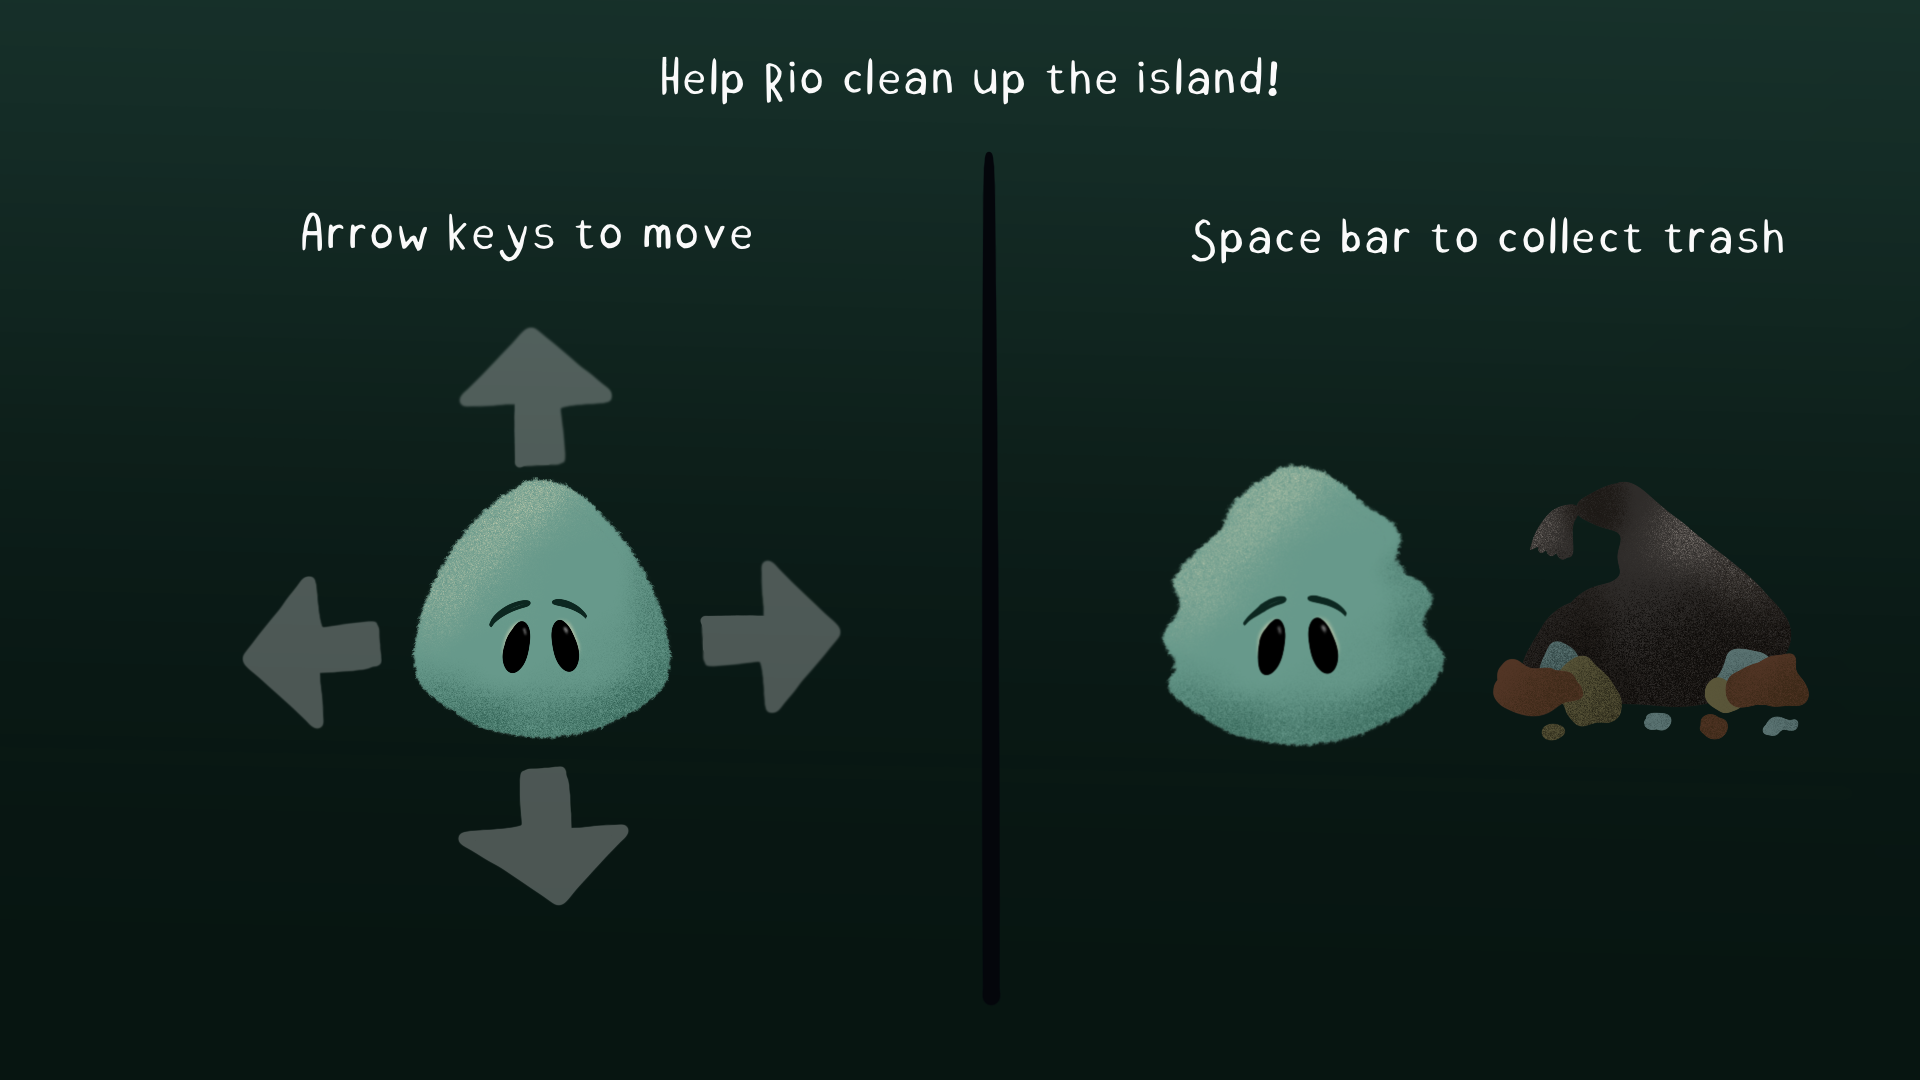 Help Rio clean up the island!
Arrow keys to move
Space bar to collect trash